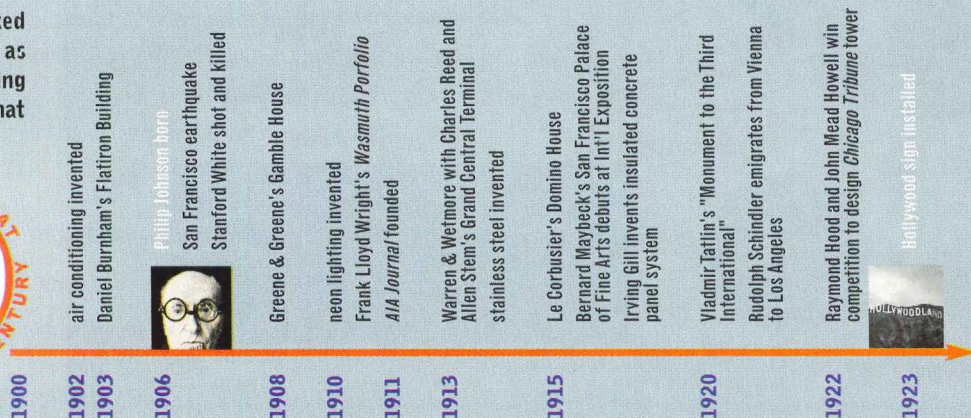 ked
as
ing
hat
AT
NTURY
air conditioning invented
Daniel Burnham's Flatiron Building
Philip Johnson born
San Francisco earthquake
Stanford White shot and killed
Greene & Greene's Gamble House
neon lighting invented
Frank Lloyd Wright's Wasmuth Porfolio
AIA Journal founded
Warren & Wetmore with Charles Reed and
Allen Stem's Grand Central Terminal
stainless steel invented
Le Corbusier's Domino House
Bernard Maybeck's San Francisco Palace
of Fine Arts debuts at Int'l Exposition
Irving Gill invents insulated concrete
panel system
Vladmir Tatlin's "Monument to the Third
International"
Rudolph Schindler emigrates from Vienna
to Los Angeles
Raymond Hood and John Mead Howell win
competition to design Chicago Tribune tower
Hollywood sign installed
HOLLYWOODLAND
1900
1902
1903
1906
1908
1910
1911
1913
1915
1920
1922
1923